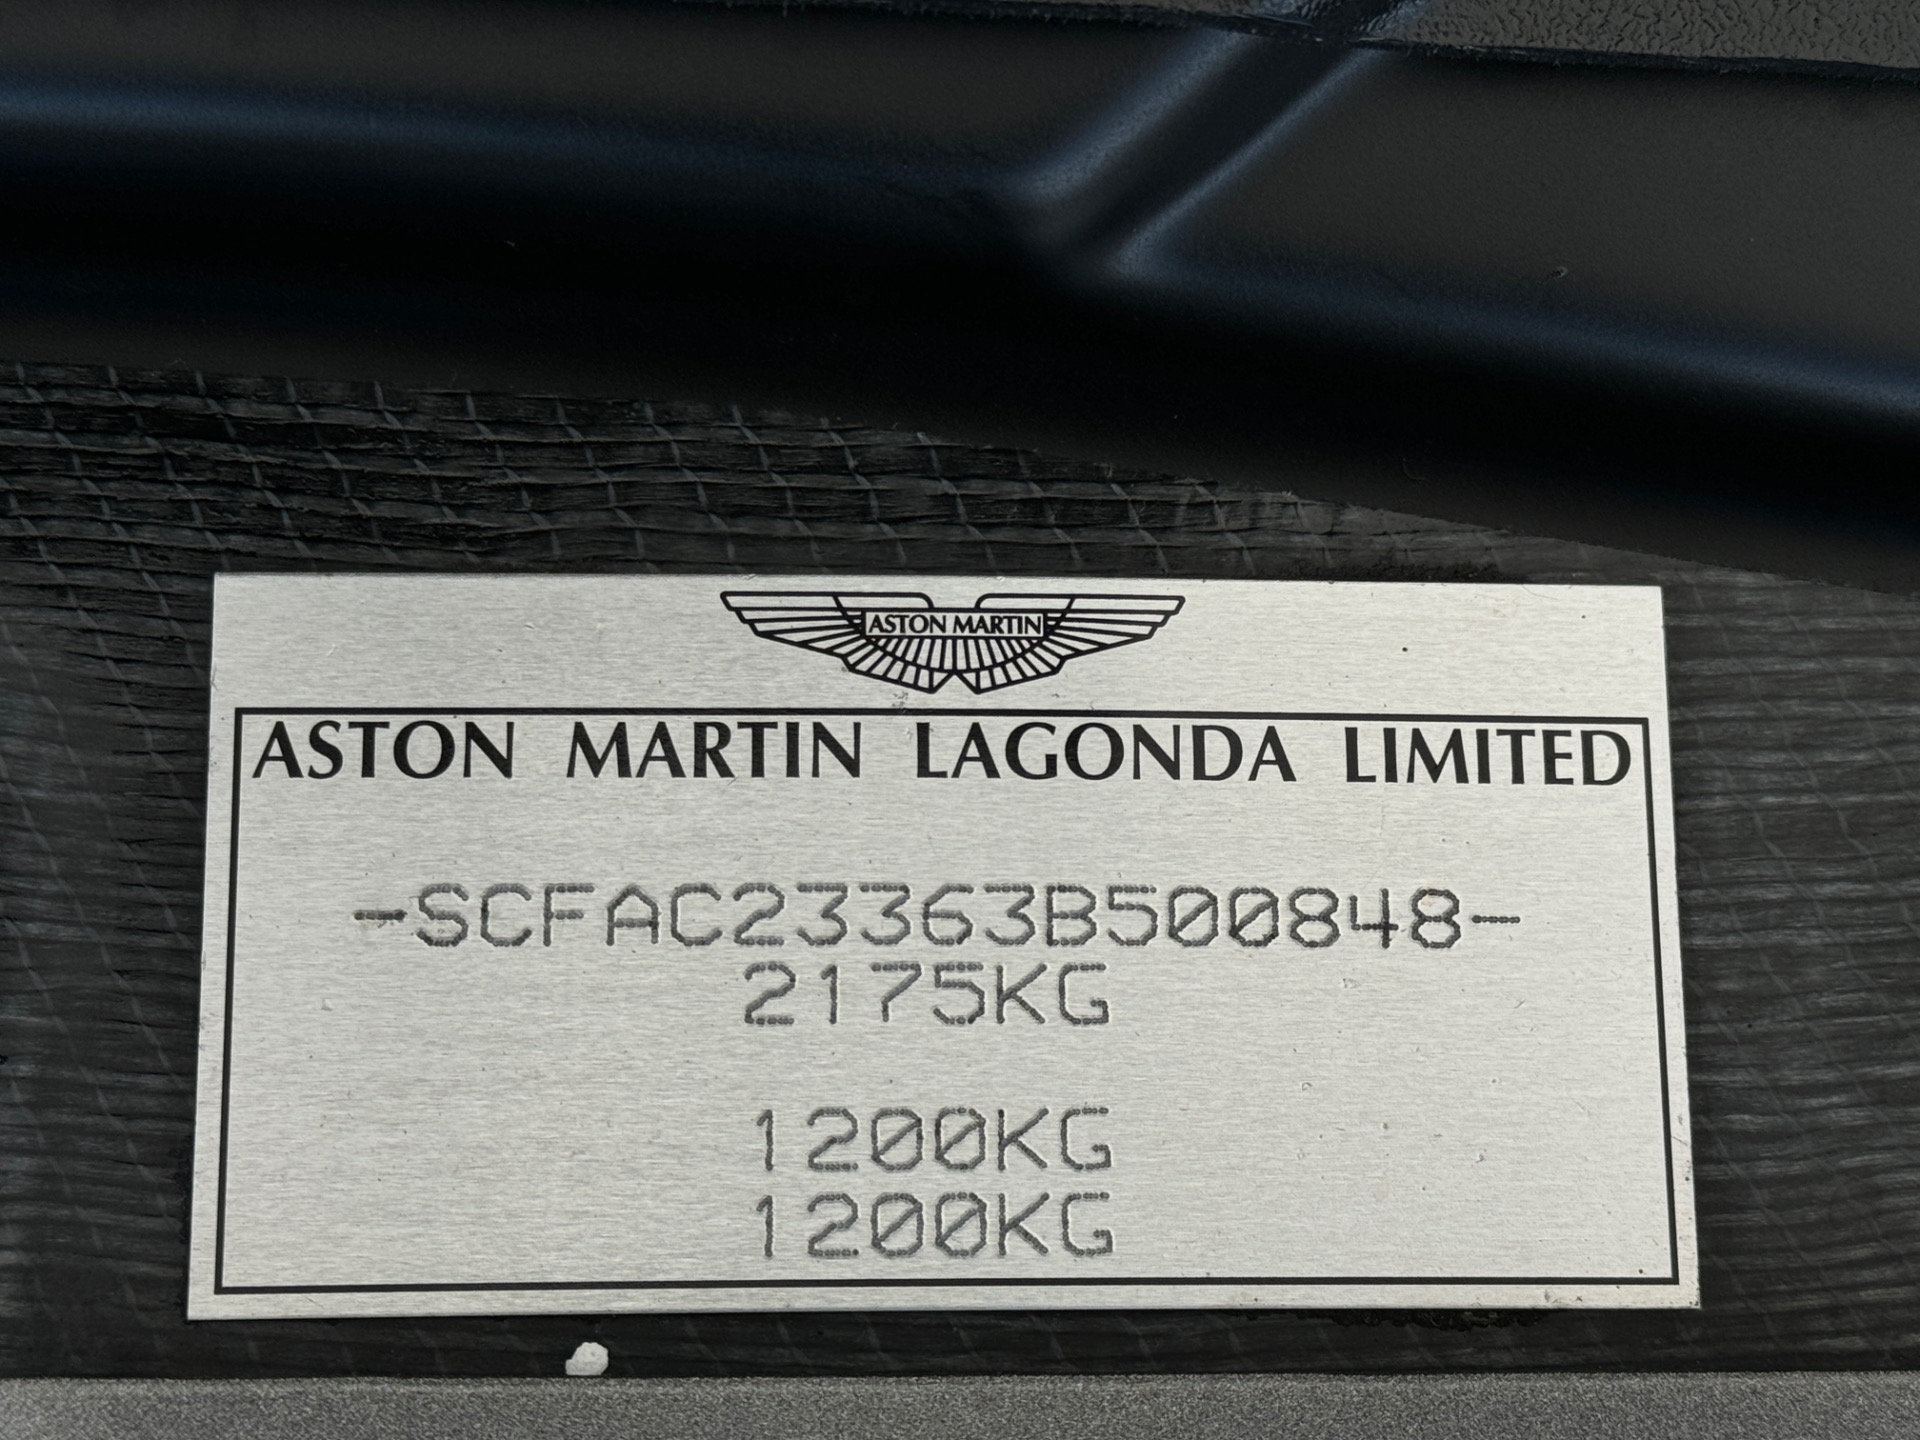 ASTON MARTIN
ASTON MARTIN LAGONDA LIMITED
-SCFAC23363B500848-
2175KG
1200KG
1200KG